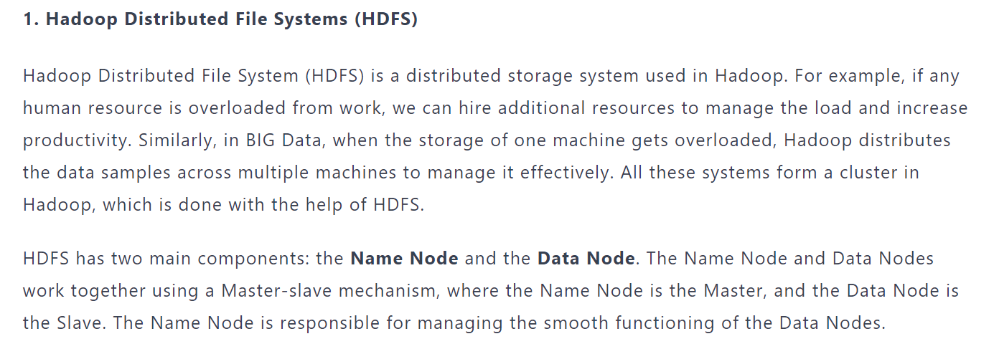 1. Hadoop Distributed File Systems (HDFS)
Hadoop Distributed File System (HDFS) is a distributed storage system used in Hadoop. For example, if any
human resource is overloaded from work, we can hire additional resources to manage the load and increase
productivity. Similarly, in BIG Data, when the storage of one machine gets overloaded, Hadoop distributes
the data samples across multiple machines to manage it effectively. All these systems form a cluster in
Hadoop, which is done with the help of HDFS.
HDFS has two main components: the Name Node and the Data Node. The Name Node and Data Nodes
work together using a Master-slave mechanism, where the Name Node is the Master, and the Data Node is
the Slave. The Name Node is responsible for managing the smooth functioning of the Data Nodes.